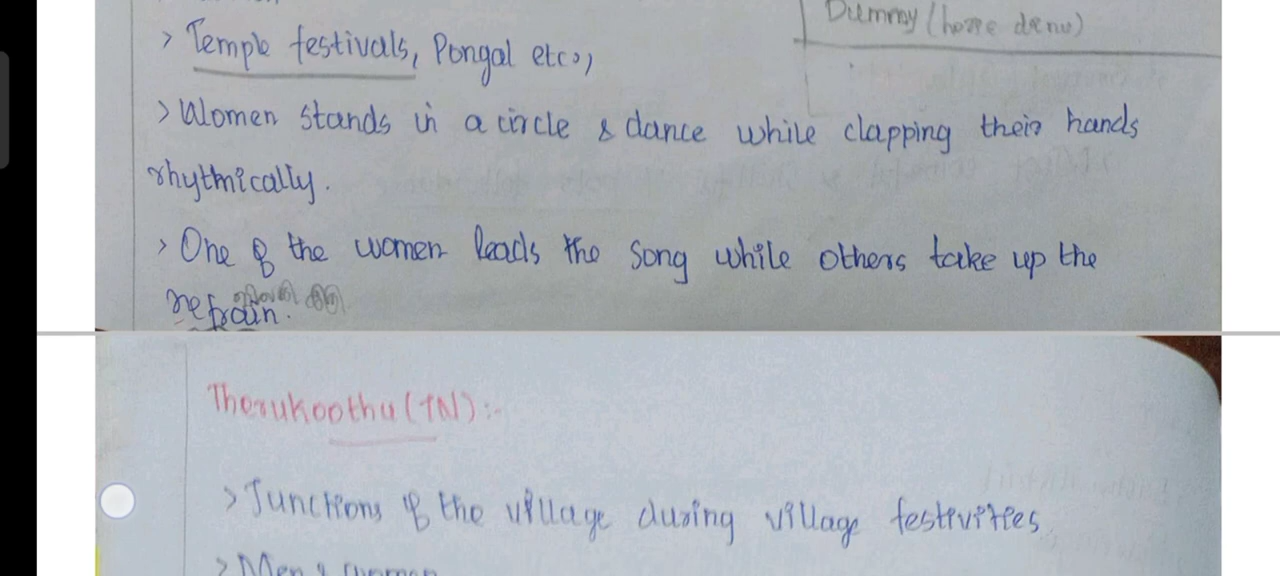 Dummy (horse
> Temple festivals, Pongal etc.,
> Women stands in a circle & dance while clapping their hands
rhythmically.
> One of the women leads the song while others take up the
refrain.
Therukoothu (TN) :-
> Junctions of the village during village festivities
> Men & women